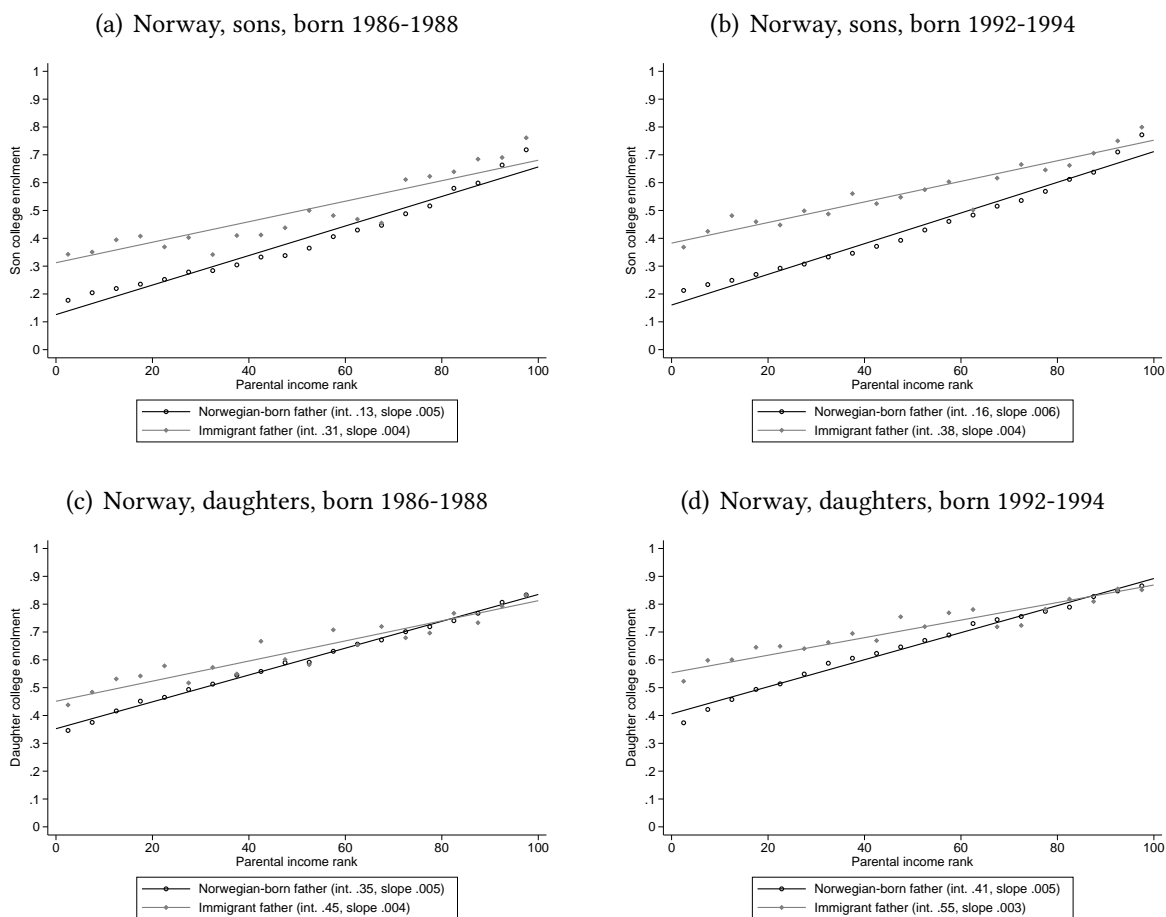 (a) Norway, sons, born 1986-1988
1
.9
.8
.7
.6
.5
.4
.3
.2
.1
0
Son college enrolment
0 20 40 60 80 100
Parental income rank
Norwegian-born father (int. .13, slope .005)
Immigrant father (int. .31, slope .004)
(b) Norway, sons, born 1992-1994
1
.9
.8
.7
.6
.5
.4
.3
.2
.1
0
Son college enrolment
0 20 40 60 80 100
Parental income rank
Norwegian-born father (int. .16, slope .006)
Immigrant father (int. .38, slope .004)
(c) Norway, daughters, born 1986-1988
1
.9
.8
.7
.6
.5
.4
.3
.2
.1
0
Daughter college enrolment
0 20 40 60 80 100
Parental income rank
Norwegian-born father (int. .35, slope .005)
Immigrant father (int. .45, slope .004)
(d) Norway, daughters, born 1992-1994
1
.9
.8
.7
.6
.5
.4
.3
.2
.1
0
Daughter college enrolment
0 20 40 60 80 100
Parental income rank
Norwegian-born father (int. .41, slope .005)
Immigrant father (int. .55, slope .003)